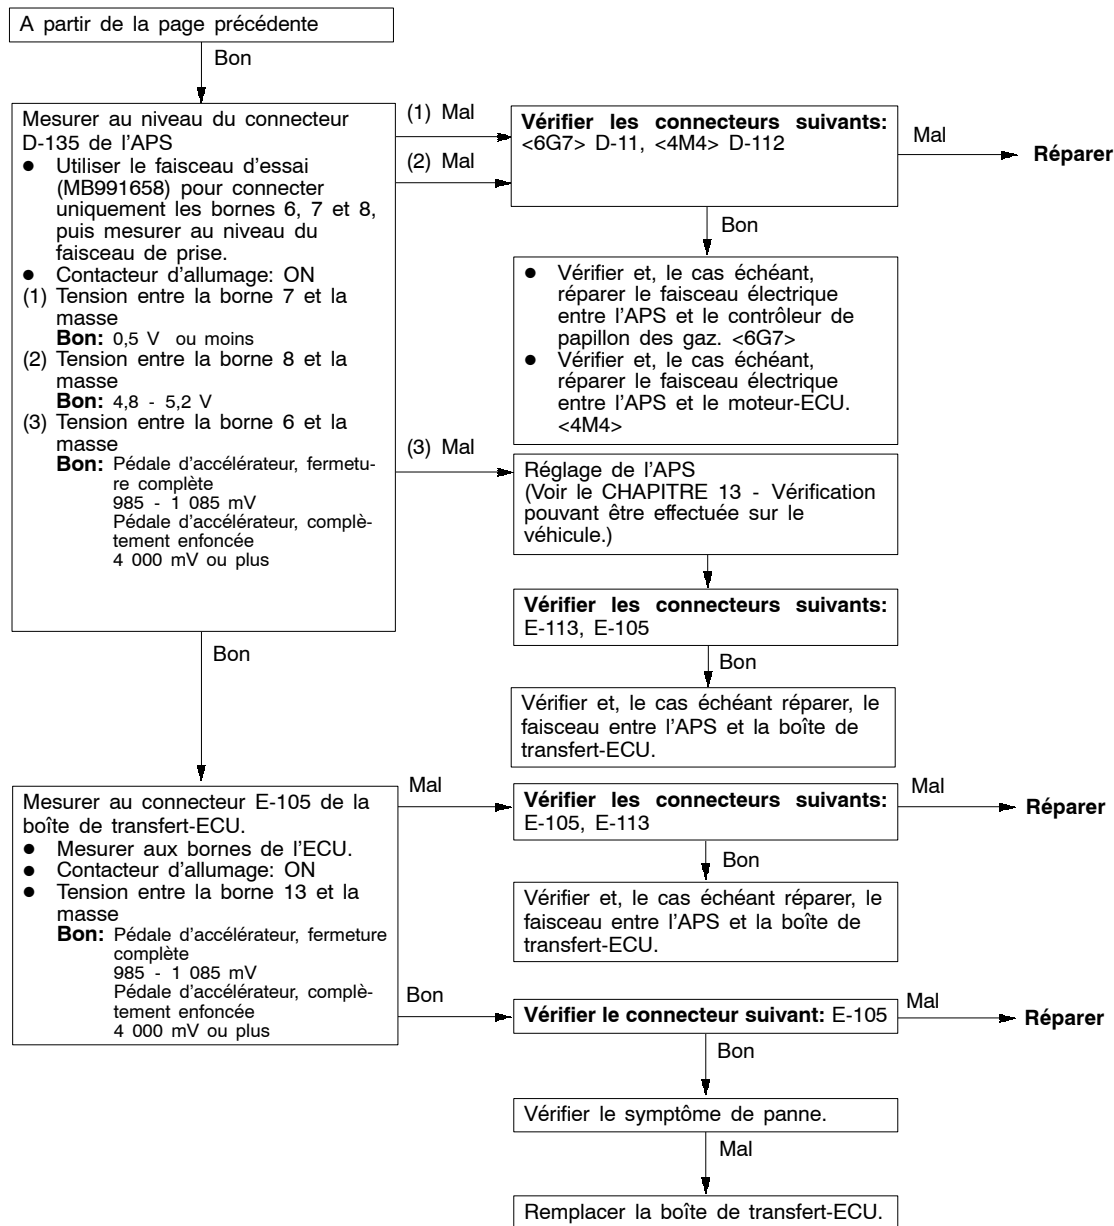 A partir de la page précédente
Bon
Mesurer au niveau du connecteur
D-135 de l'APS
● Utiliser le faisceau d'essai
(MB991658) pour connecter
uniquement les bornes 6, 7 et 8,
puis mesurer au niveau du
faisceau de prise.
● Contacteur d'allumage: ON
(1) Tension entre la borne 7 et la
masse
Bon: 0,5 V ou moins
(2) Tension entre la borne 8 et la
masse
Bon: 4,8 - 5,2 V
(3) Tension entre la borne 6 et la
masse
Bon: Pédale d'accélérateur, fermetu-
re complète
985 - 1 085 mV
Pédale d'accélérateur, complè-
tement enfoncée
4 000 mV ou plus
(1) Mal
(2) Mal
Vérifier les connecteurs suivants:
<6G7> D-11, <4M4> D-112
Mal
Réparer
Bon
● Vérifier et, le cas échéant,
réparer le faisceau électrique
entre l'APS et le contrôleur de
papillon des gaz. <6G7>
● Vérifier et, le cas échéant,
réparer le faisceau électrique
entre l'APS et le moteur-ECU.
<4M4>
(3) Mal
Réglage de l'APS
(Voir le CHAPITRE 13 - Vérification
pouvant être effectuée sur le
véhicule.)
Vérifier les connecteurs suivants:
E-113, E-105
Bon
Vérifier et, le cas échéant réparer, le
faisceau entre l'APS et la boîte de
transfert-ECU.
Bon
Mesurer au connecteur E-105 de la
boîte de transfert-ECU.
● Mesurer aux bornes de l'ECU.
● Contacteur d'allumage: ON
● Tension entre la borne 13 et la
masse
Bon: Pédale d'accélérateur, fermeture
complète
985 - 1 085 mV
Pédale d'accélérateur, complè-
tement enfoncée
4 000 mV ou plus
Mal
Vérifier les connecteurs suivants:
E-105, E-113
Mal
Réparer
Bon
Vérifier et, le cas échéant réparer, le
faisceau entre l'APS et la boîte de
transfert-ECU.
Bon
Vérifier le connecteur suivant: E-105
Mal
Réparer
Bon
Vérifier le symptôme de panne.
Mal
Remplacer la boîte de transfert-ECU.